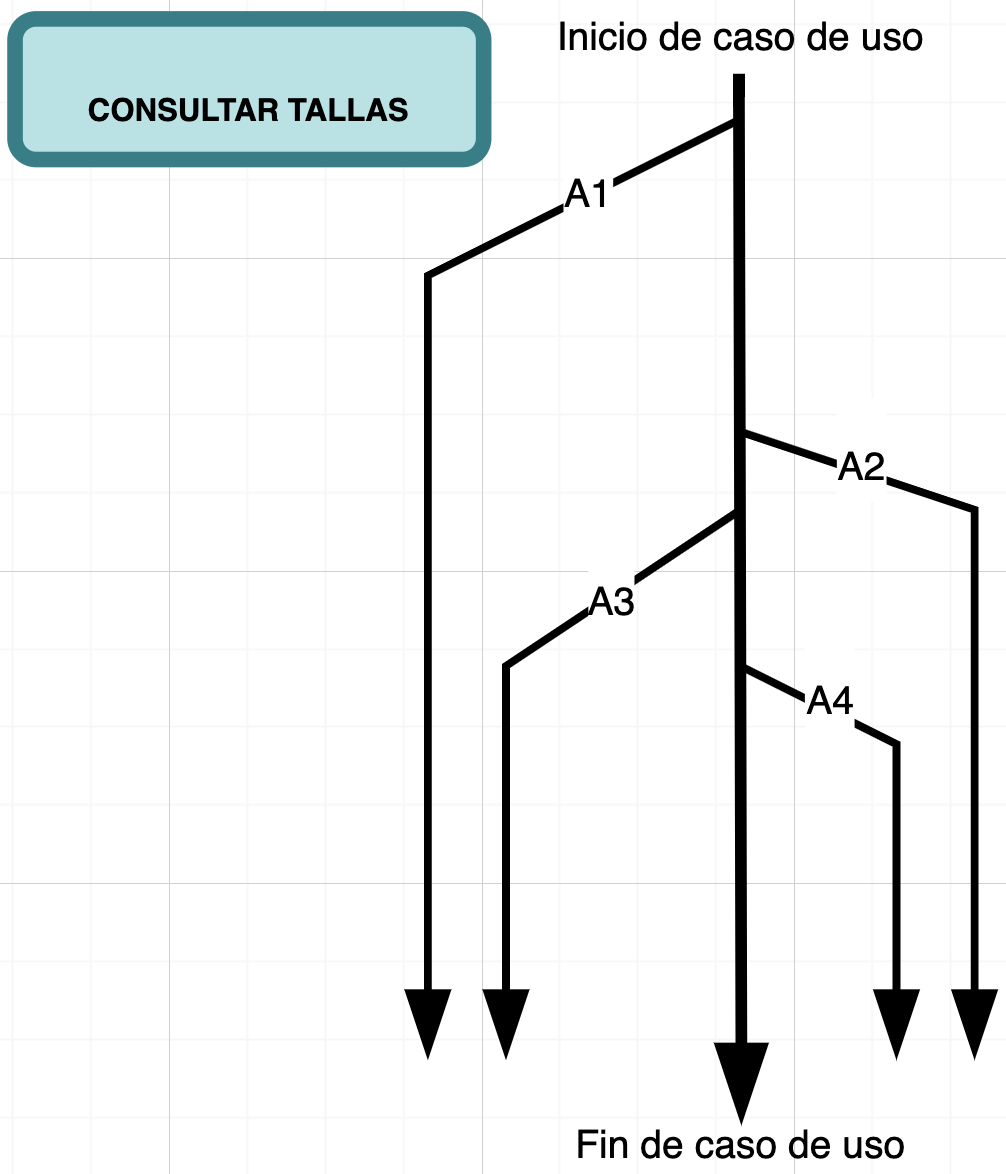 Inicio de caso de uso
CONSULTAR TALLAS
A1
A2
A3
A4
Fin de caso de uso